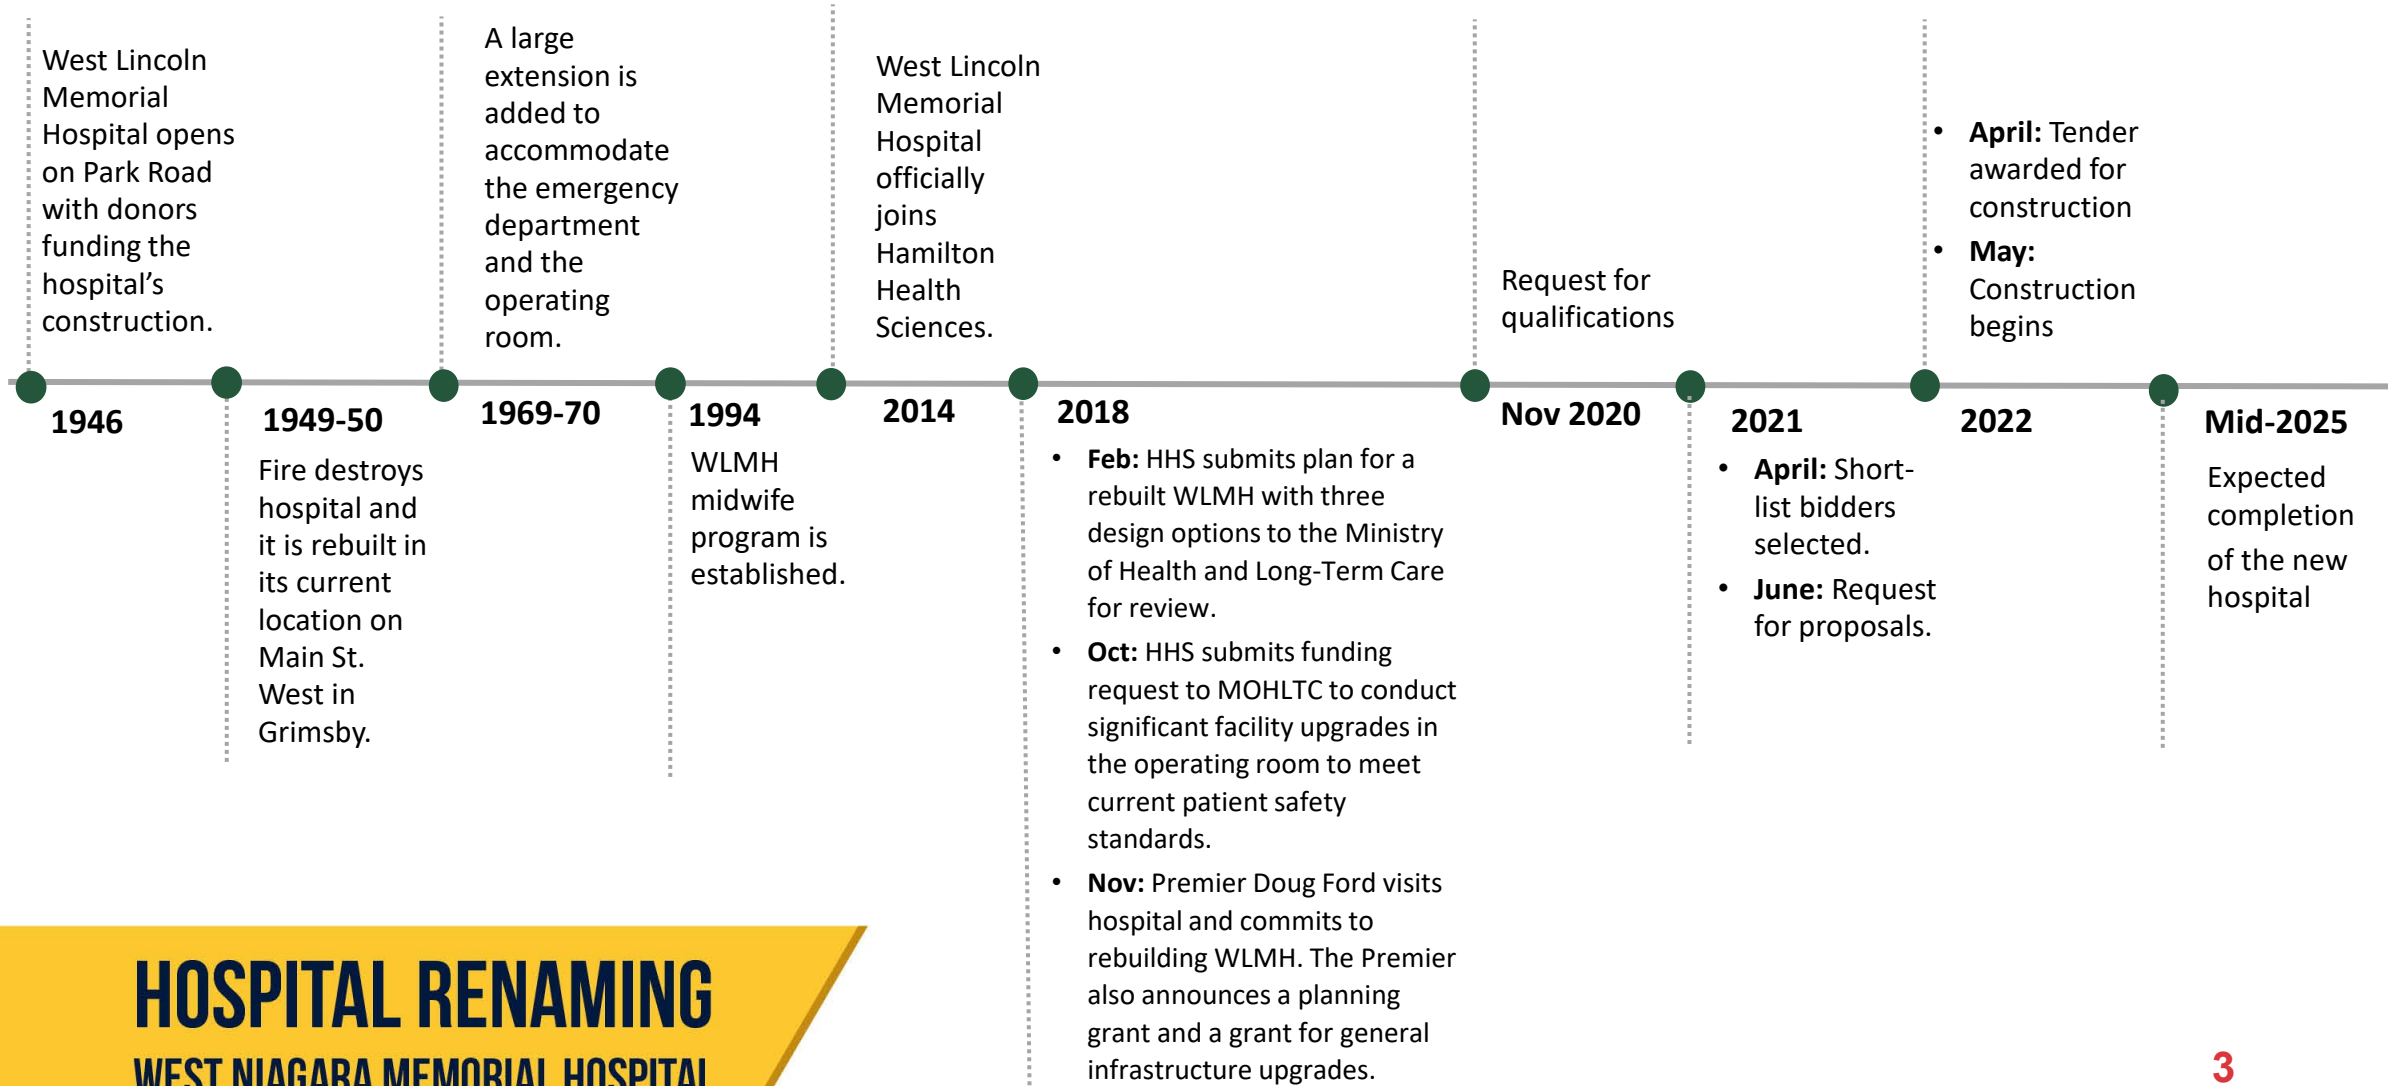 West Lincoln
Memorial
Hospital opens
on Park Road
with donors
funding the
hospital’s
construction.
1946
1949-50
Fire destroys
hospital and
it is rebuilt in
its current
location on
Main St.
West in
Grimsby.
A large
extension is
added to
accommodate
the emergency
department
and the
operating
room.
1969-70
1994
WLMH
midwife
program is
established.
West Lincoln
Memorial
Hospital
officially
joins
Hamilton
Health
Sciences.
2014
2018
• Feb: HHS submits plan for a
rebuilt WLMH with three
design options to the Ministry
of Health and Long-Term Care
for review.
• Oct: HHS submits funding
request to MOHLTC to conduct
significant facility upgrades in
the operating room to meet
current patient safety
standards.
• Nov: Premier Doug Ford visits
hospital and commits to
rebuilding WLMH. The Premier
also announces a planning
grant and a grant for general
infrastructure upgrades.
Request for
qualifications
Nov 2020
2021
• April: Short-
list bidders
selected.
• June: Request
for proposals.
• April: Tender
awarded for
construction
• May:
Construction
begins
2022
Mid-2025
Expected
completion
of the new
hospital
HOSPITAL RENAMING
WEST NIAGARA MEMORIAL HOSPITAL
3